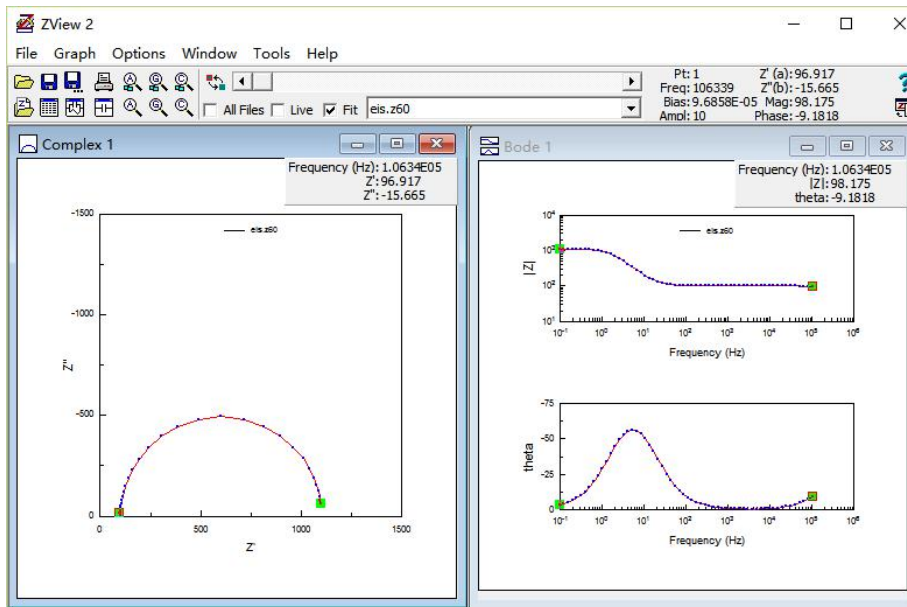 ZView 2
File Graph Options Window Tools Help
All Files Live Fit eis.z60
Pt: 1 Z' (a): 96.917
Freq: 106339 Z''(b): -15.665
Bias: 9.6858E-05 Mag: 98.175
Ampl: 10 Phase: -9.1818
Complex 1
Frequency (Hz): 1.0634E05
Z': 96.917
Z'': -15.665
eis.z60
-1500
-1000
-500
0
0 500 1000 1500
Z''
Z'
Bode 1
Frequency (Hz): 1.0634E05
|Z|: 98.175
theta: -9.1818
eis.z60
10⁴
10³
10²
10¹
|Z|
10⁻¹ 10⁰ 10¹ 10² 10³ 10⁴ 10⁵ 10⁶
Frequency (Hz)
-75
-50
-25
0
theta
10⁻¹ 10⁰ 10¹ 10² 10³ 10⁴ 10⁵ 10⁶
Frequency (Hz)